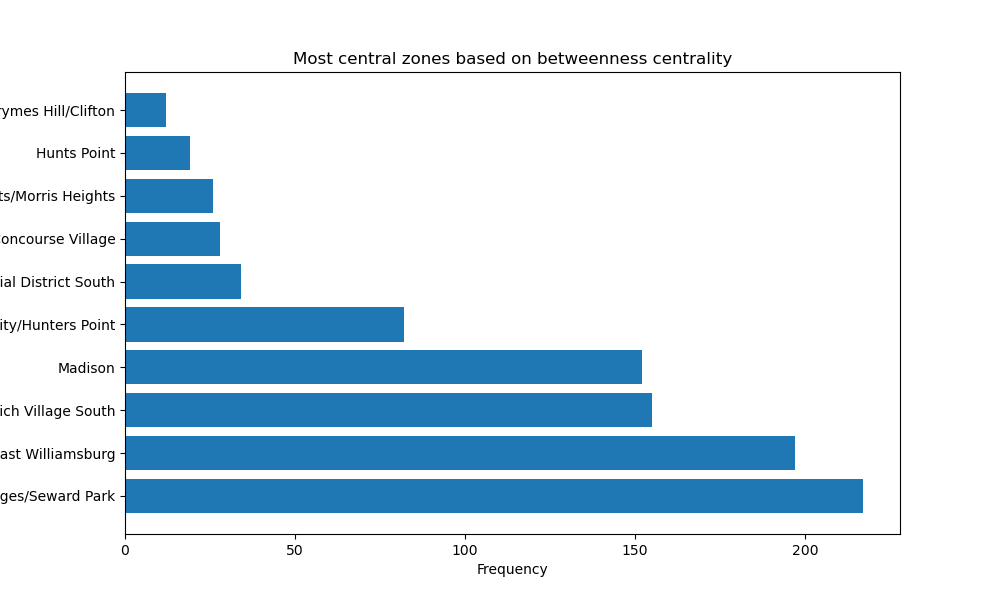 Most central zones based on betweenness centrality
rymes Hill/Clifton
Hunts Point
ts/Morris Heights
Concourse Village
ial District South
ity/Hunters Point
Madison
ich Village South
ast Williamsburg
ges/Seward Park
0 50 100 150 200
Frequency